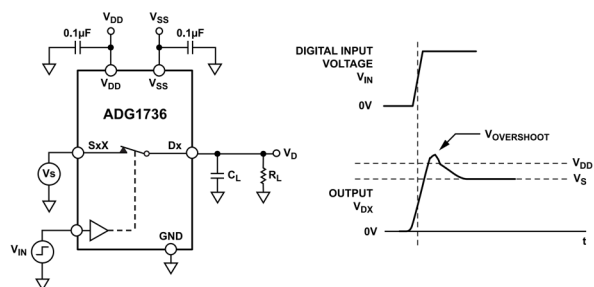 VDD
VSS
0.1µF
0.1µF
VDD
VSS
ADG1736
SxX
Dx
VD
VS
CL
RL
VIN
GND
DIGITAL INPUT
VOLTAGE
VIN
0V
VOVERSHOOT
VDD
VS
OUTPUT
VDX
0V
t